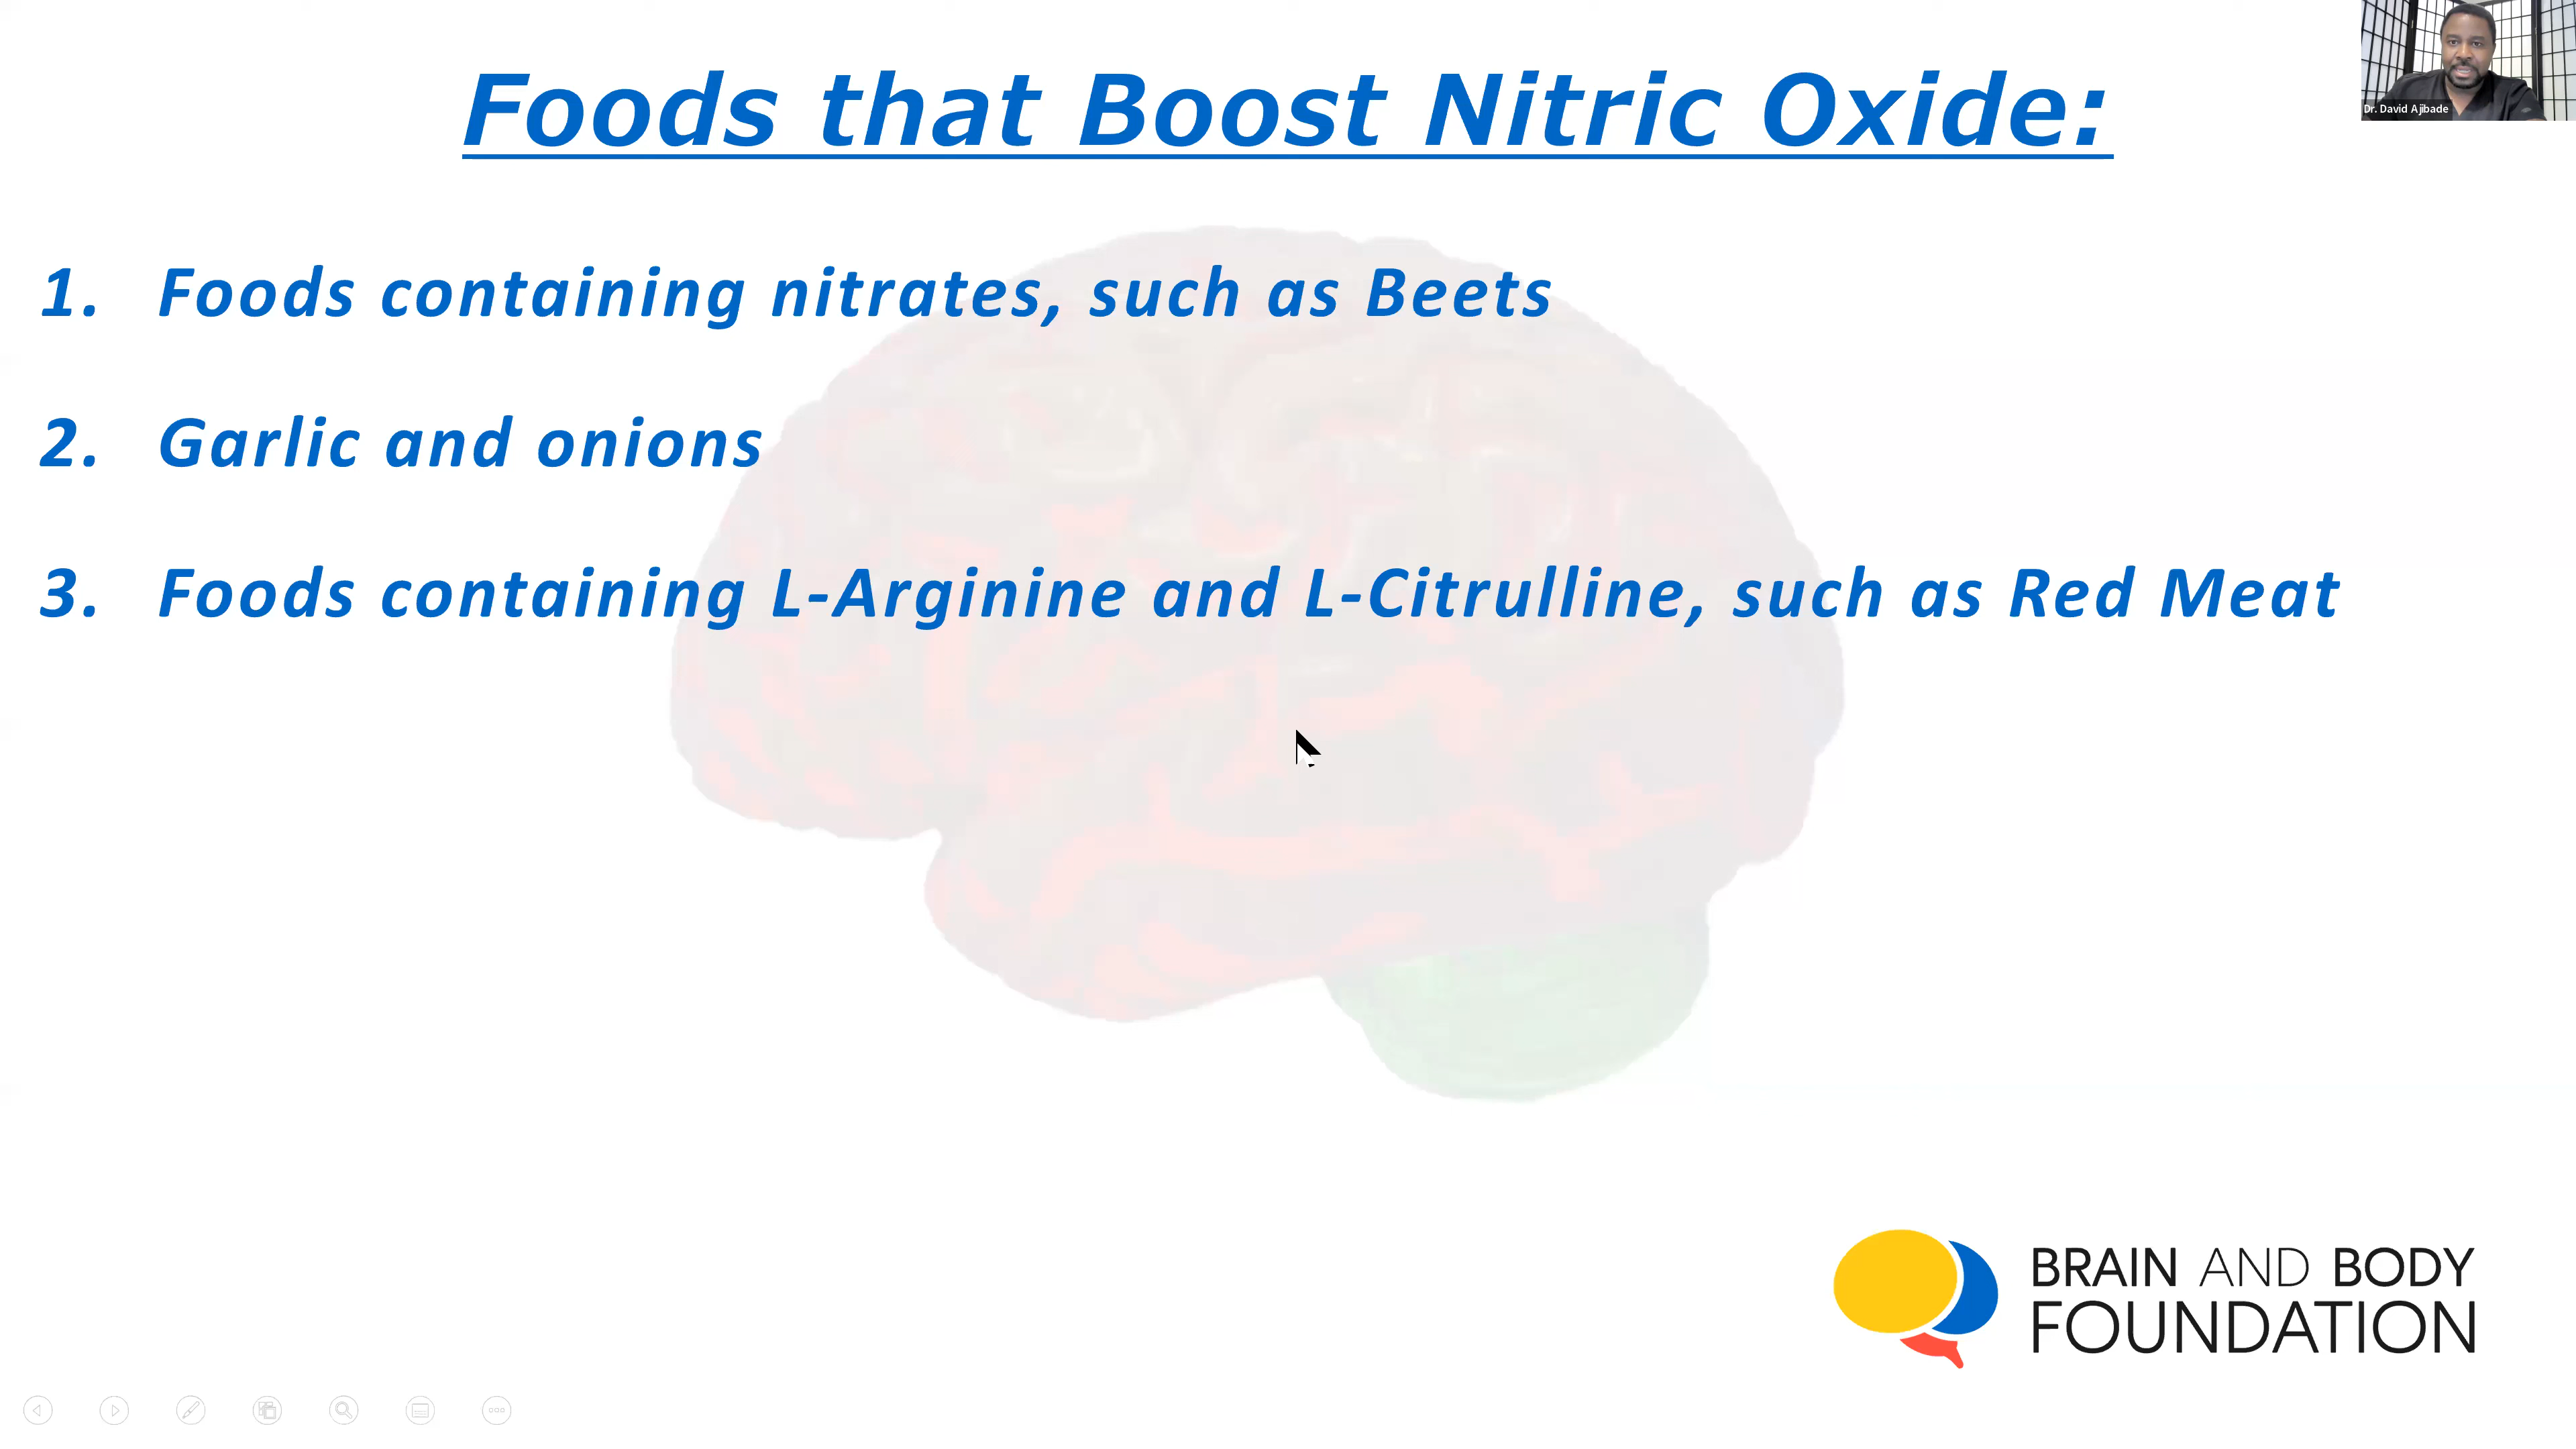 Foods that Boost Nitric Oxide:
Dr. David Ajibade
1. Foods containing nitrates, such as Beets
2. Garlic and onions
3. Foods containing L-Arginine and L-Citrulline, such as Red Meat
BRAIN AND BODY
FOUNDATION